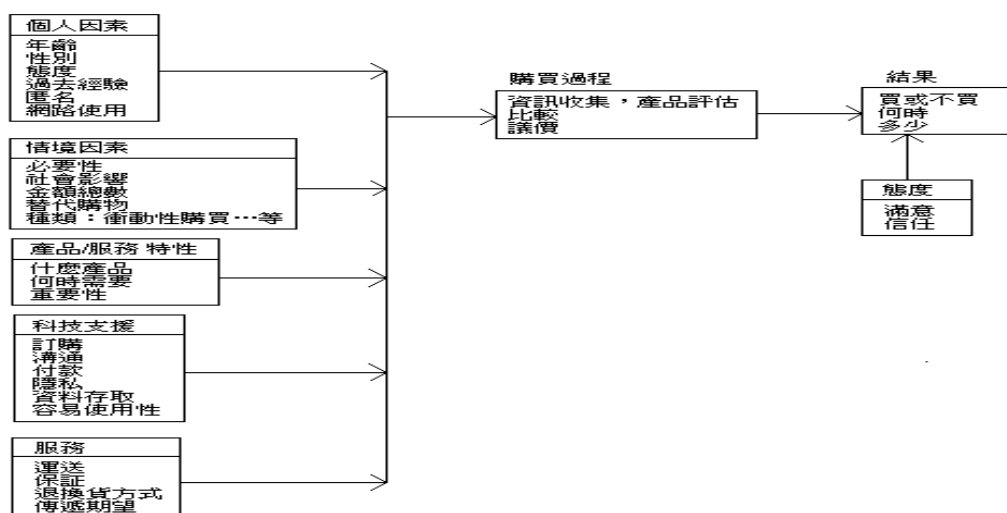 個人因素
年齡
性別
態度
過去經驗
匿名
網路使用
情境因素
必要性
社會影響
金額總數
替代購物
種類：衝動性購買…等
產品/服務 特性
什麼產品
何時需要
重要性
科技支援
訂購
溝通
付款
隱私
資料存取
容易使用性
服務
運送
保証
退換貨方式
傳遞期望
購買過程
資訊收集，產品評估
比較
議價
結果
買或不買
何時
多少
態度
滿意
信任